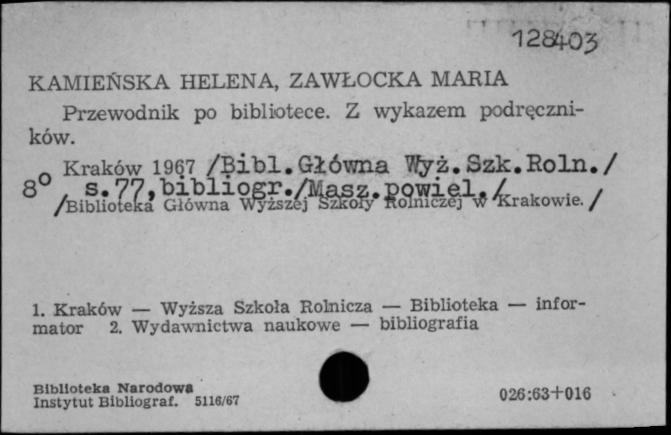 128403
KAMIEŃSKA HELENA, ZAWŁOCKA MARIA
Przewodnik po bibliotece. Z wykazem podręczni-
ków.
Kraków 1967 /Bibl.Główna Wyż.Szk.Roln./
8° s.77,bibliogr./Masz.powiel./
/Biblioteka Główna Wyższej Szkoły Rolniczej w Krakowie./
1. Kraków — Wyższa Szkoła Rolnicza — Biblioteka — infor-
mator 2. Wydawnictwa naukowe — bibliografia
Biblioteka Narodowa
Instytut Bibliograf. 5116/67
026:63+016